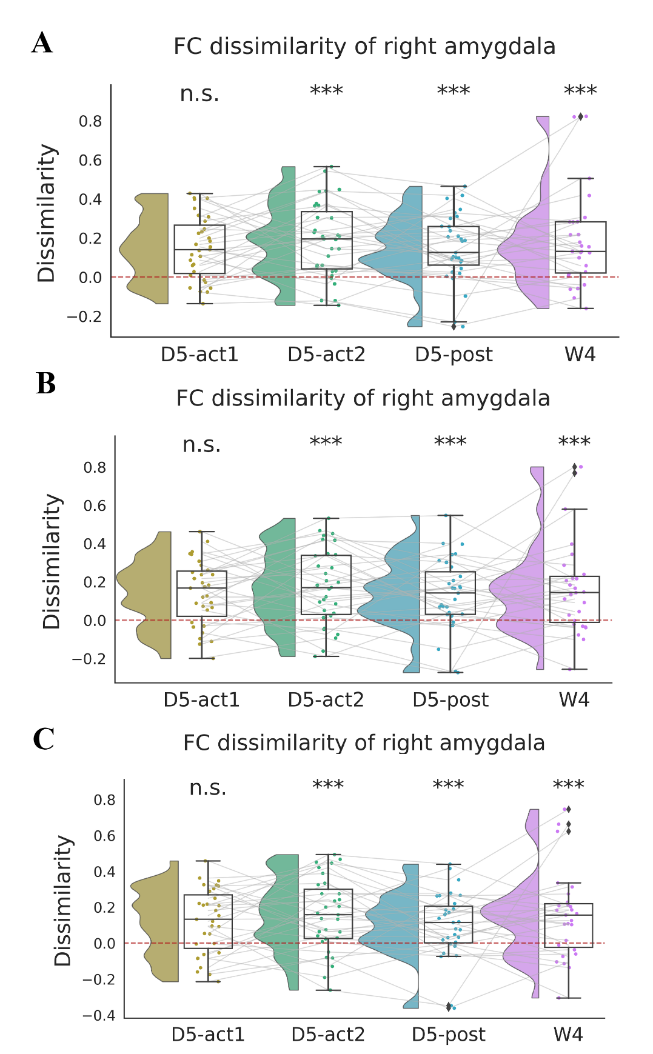 A
FC dissimilarity of right amygdala
n.s. *** *** ***
0.8
0.6
0.4
0.2
0.0
−0.2
Dissimilarity
D5-act1 D5-act2 D5-post W4
B
FC dissimilarity of right amygdala
n.s. *** *** ***
0.8
0.6
0.4
0.2
0.0
−0.2
Dissimilarity
D5-act1 D5-act2 D5-post W4
C
FC dissimilarity of right amygdala
n.s. *** *** ***
0.8
0.6
0.4
0.2
0.0
−0.2
−0.4
Dissimilarity
D5-act1 D5-act2 D5-post W4